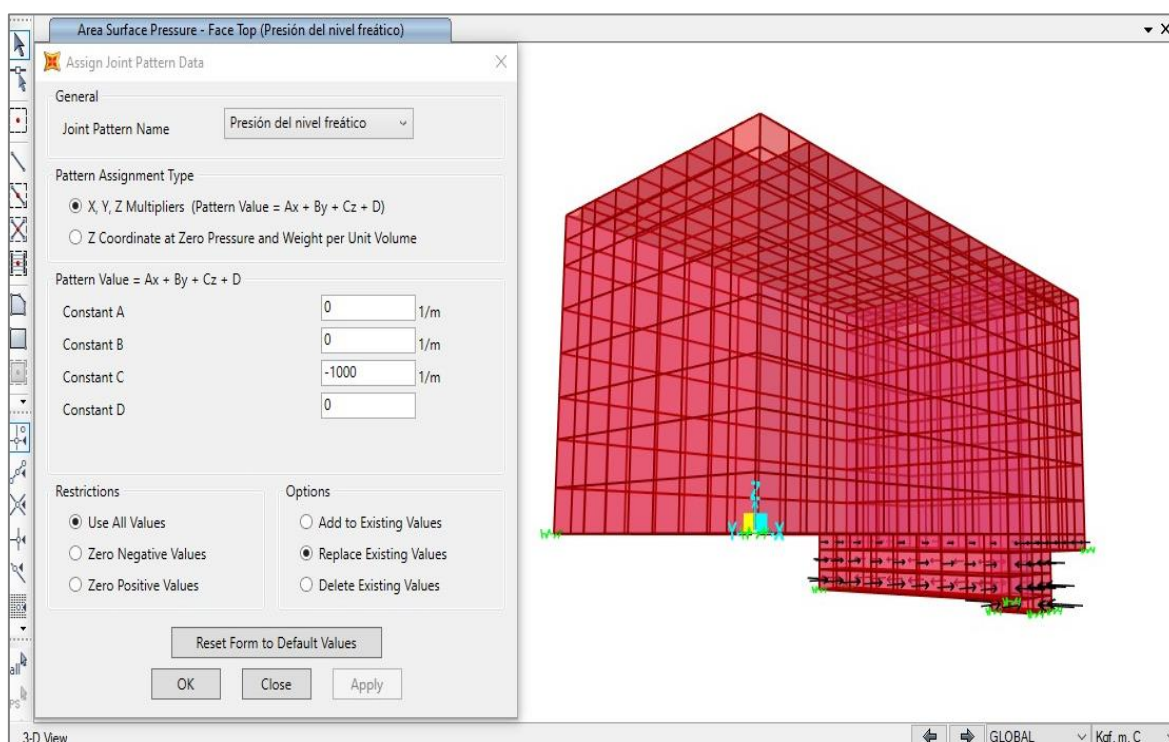 Area Surface Pressure - Face Top (Presión del nivel freático)
Assign Joint Pattern Data
General
Joint Pattern Name
Presión del nivel freático
Pattern Assignment Type
X, Y, Z Multipliers (Pattern Value = Ax + By + Cz + D)
Z Coordinate at Zero Pressure and Weight per Unit Volume
Pattern Value = Ax + By + Cz + D
Constant A 0 1/m
Constant B 0 1/m
Constant C -1000 1/m
Constant D 0
Restrictions
Use All Values
Zero Negative Values
Zero Positive Values
Options
Add to Existing Values
Replace Existing Values
Delete Existing Values
Reset Form to Default Values
OK Close Apply
all
PS
Z
Y X
3-D View
GLOBAL
Kgf, m, C